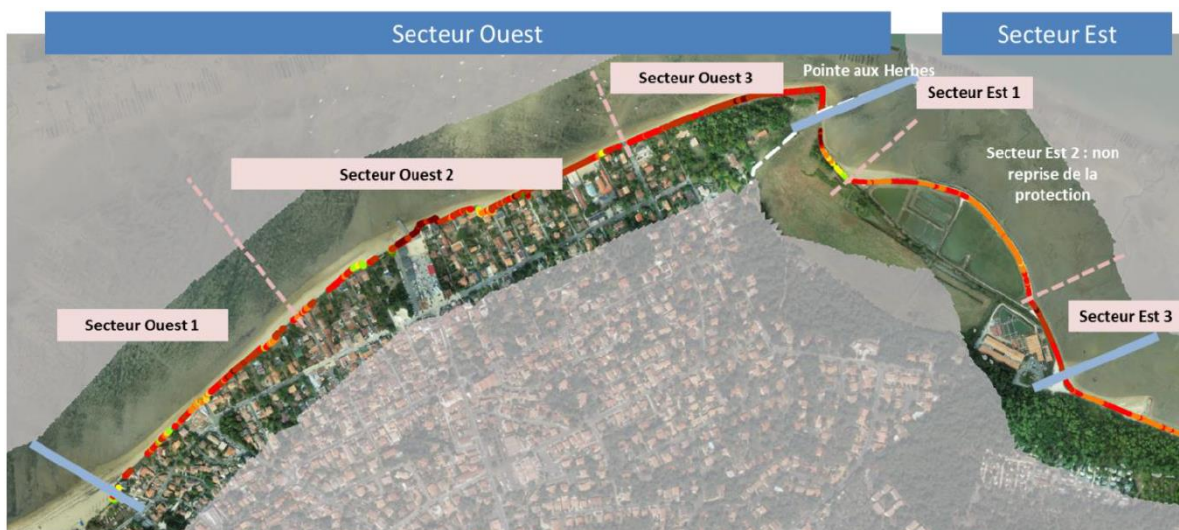 Secteur Ouest
Secteur Est
Pointe aux Herbes
Secteur Ouest 3
Secteur Est 1
Secteur Ouest 2
Secteur Est 2 : non
reprise de la
protection
Secteur Ouest 1
Secteur Est 3